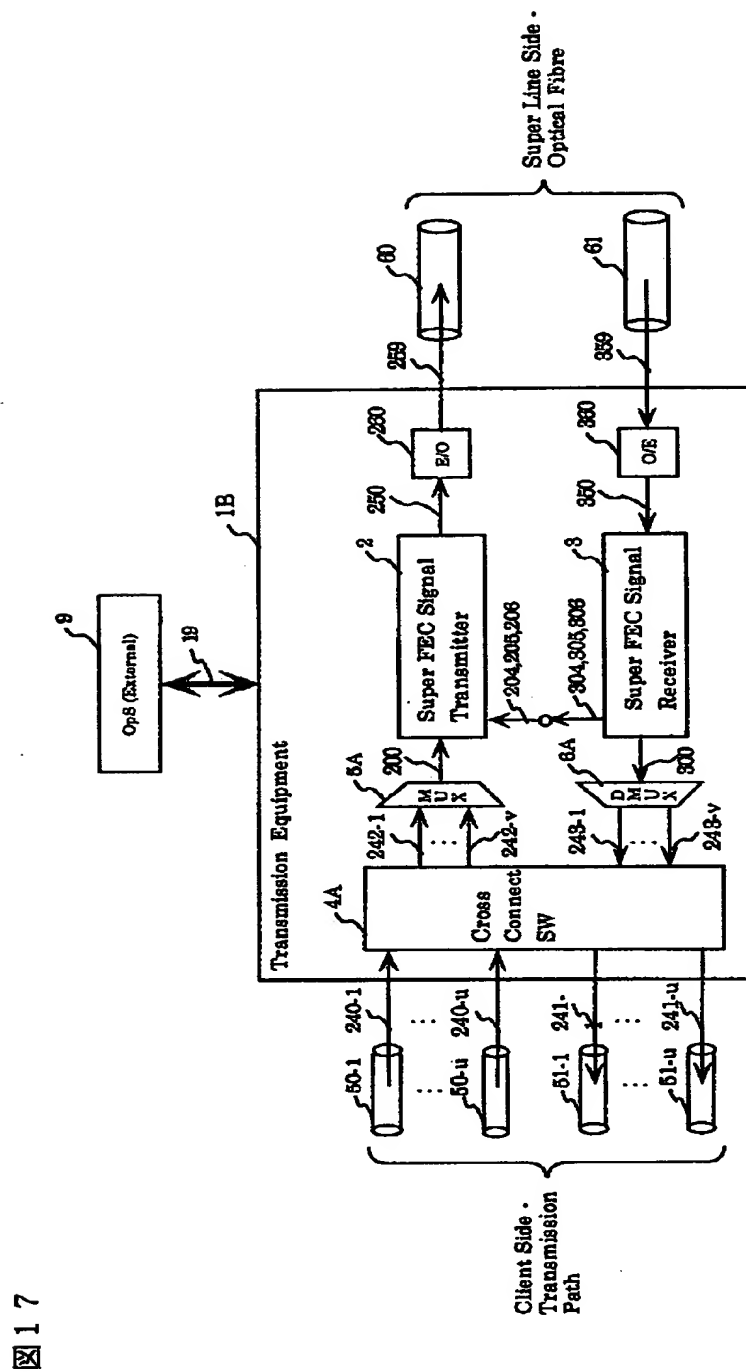 図17
9
OpS (External)
19
1B
Transmission Equipment
4A
Cross
Connect
SW
5A
MUX
200
2
Super FEC Signal
Transmitter
250
260
E/O
259
60
Super Line Side・
Optical Fibre
61
359
360
O/E
350
3
Super FEC Signal
Receiver
204,205,206
304,305,306
300
6A
DMUX
242-1
242-v
243-1
243-v
240-1
240-u
241-
241-u
50-1
50-u
51-1
51-u
Client Side・
Transmission
Path